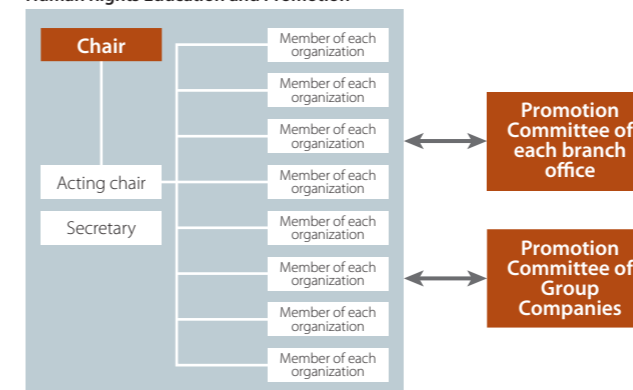 Human Rights Education and Promotion
Chair
Acting chair
Secretary
Member of each
organization
Member of each
organization
Member of each
organization
Member of each
organization
Member of each
organization
Member of each
organization
Member of each
organization
Member of each
organization
Promotion
Committee of
each branch
office
Promotion
Committee of
Group
Companies